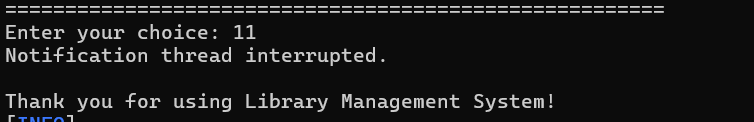 ========================================================
Enter your choice: 11
Notification thread interrupted.
Thank you for using Library Management System!
[INFO]